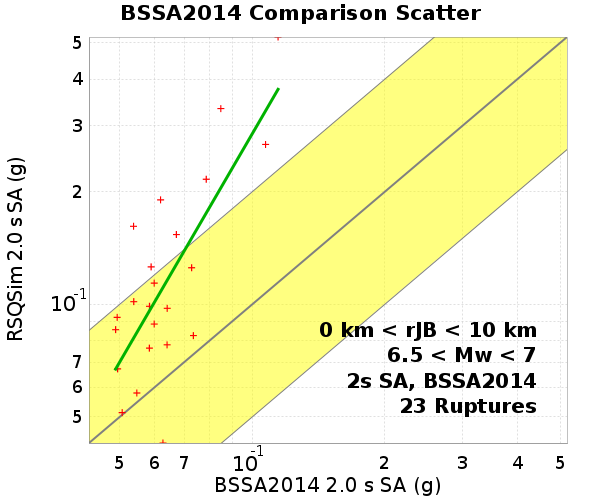 BSSA2014 Comparison Scatter
RSQSim 2.0 s SA (g)
5
4
3
2
10-1
7
6
5
0 km < rJB < 10 km
6.5 < Mw < 7
2s SA, BSSA2014
23 Ruptures
5 6 7 10-1 2 3 4 5
BSSA2014 2.0 s SA (g)